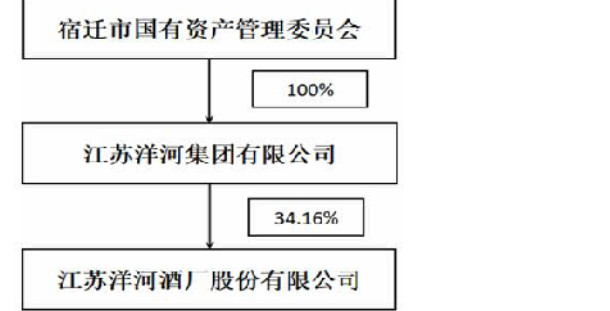 宿迁市国有资产管理委员会
100%
江苏洋河集团有限公司
34.16%
江苏洋河酒厂股份有限公司